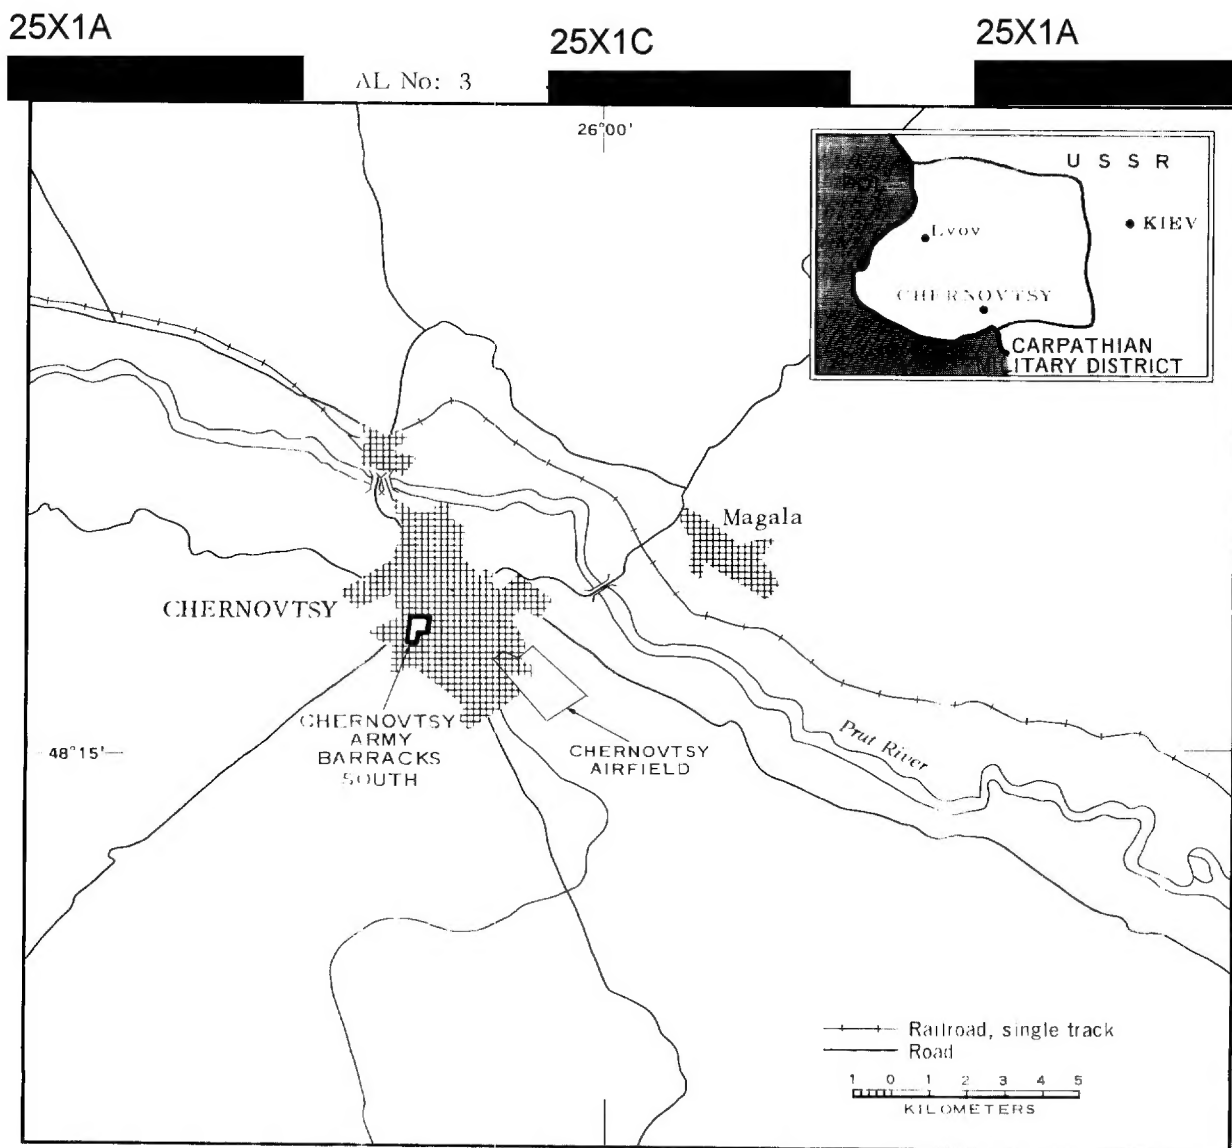 25X1A
25X1C
25X1A
AL No: 3
26°00'
U S S R
KIEV
Lvov
CHERNOVTSY
CARPATHIAN
ITARY DISTRICT
Magala
CHERNOVTSY
CHERNOVTSY
ARMY
BARRACKS
SOUTH
CHERNOVTSY
AIRFIELD
48°15'
Prut River
Railroad, single track
Road
1 0 1 2 3 4 5
KILOMETERS